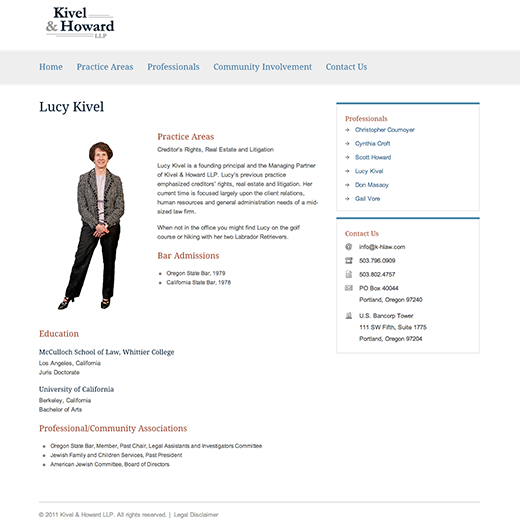 Kivel
& Howard
LLP
Home Practice Areas Professionals Community Involvement Contact Us
Lucy Kivel
Practice Areas
Creditor's Rights, Real Estate and Litigation
Lucy Kivel is a founding principal and the Managing Partner
of Kivel & Howard LLP. Lucy's previous practice
emphasized creditors' rights, real estate and litigation. Her
current time is focused largely upon the client relations,
human resources and general administration needs of a mid-
sized law firm.
When not in the office you might find Lucy on the golf
course or hiking with her two Labrador Retrievers.
Bar Admissions
Oregon State Bar, 1979
California State Bar, 1978
Education
McCulloch School of Law, Whittier College
Los Angeles, California
Juris Doctorate
University of California
Berkeley, California
Bachelor of Arts
Professional/Community Associations
Oregon State Bar, Member, Past Chair, Legal Assistants and Investigators Committee
Jewish Family and Children Services, Past President
American Jewish Committee, Board of Directors
Professionals
Christopher Cournoyer
Cynthia Croft
Scott Howard
Lucy Kivel
Don Masaoy
Gail Vore
Contact Us
info@k-hlaw.com
503.796.0909
503.802.4757
PO Box 40044
Portland, Oregon 97240
U.S. Bancorp Tower
111 SW Fifth, Suite 1775
Portland, Oregon 97204
© 2011 Kivel & Howard LLP. All rights reserved. | Legal Disclaimer